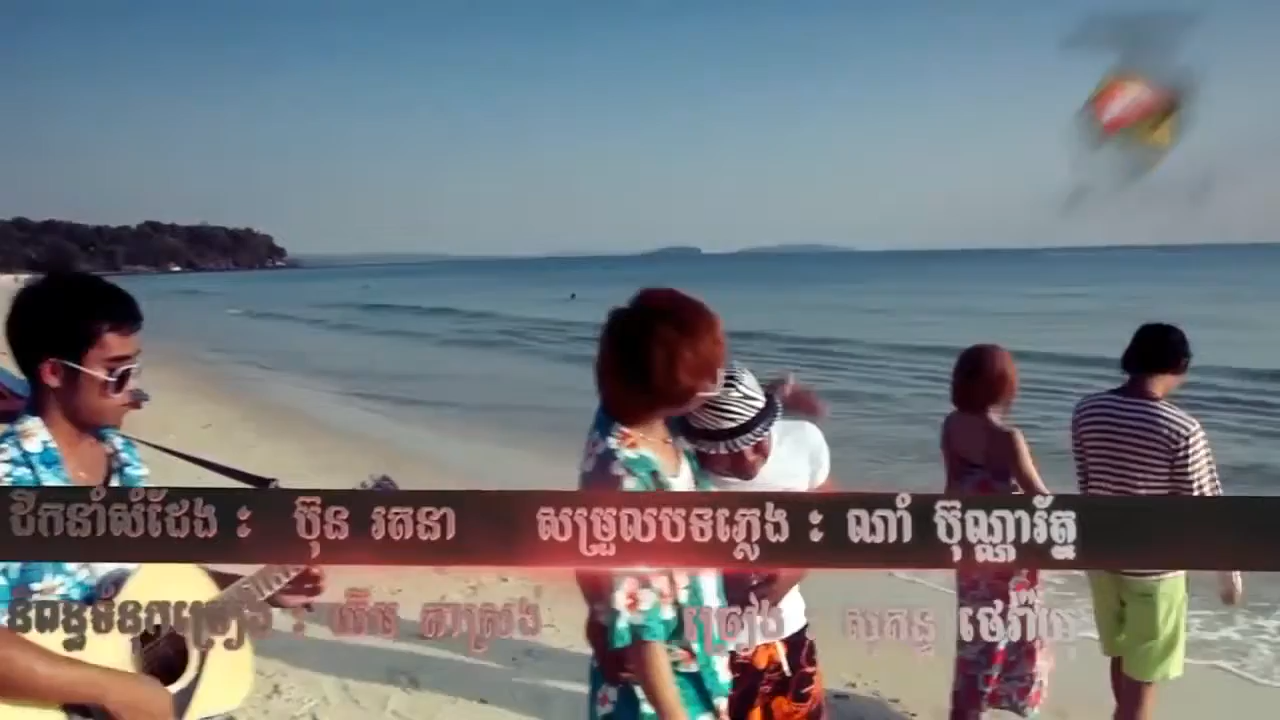 ដឹកនាំសំដែង ៖ ប៊ុន រតនា សម្រួលបទភ្លេង ៖ ណាំ ប៊ុណ្ណារ័ត្ន
និពន្ធទំនុកច្រៀង ៖ ច្រៀង